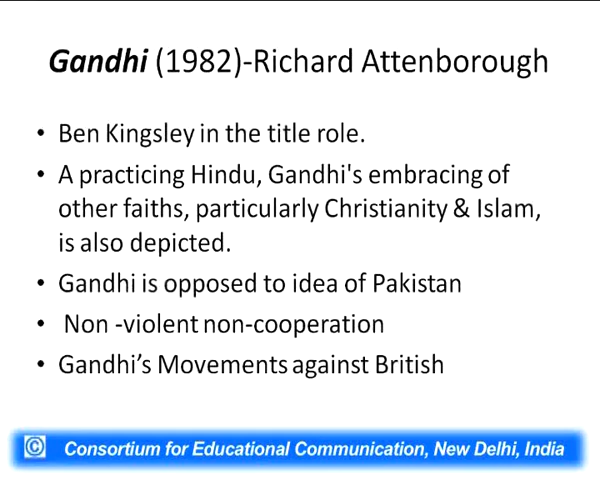 Gandhi (1982)-Richard Attenborough
• Ben Kingsley in the title role.
• A practicing Hindu, Gandhi's embracing of
other faiths, particularly Christianity & Islam,
is also depicted.
• Gandhi is opposed to idea of Pakistan
• Non -violent non-cooperation
• Gandhi’s Movements against British
© Consortium for Educational Communication, New Delhi, India